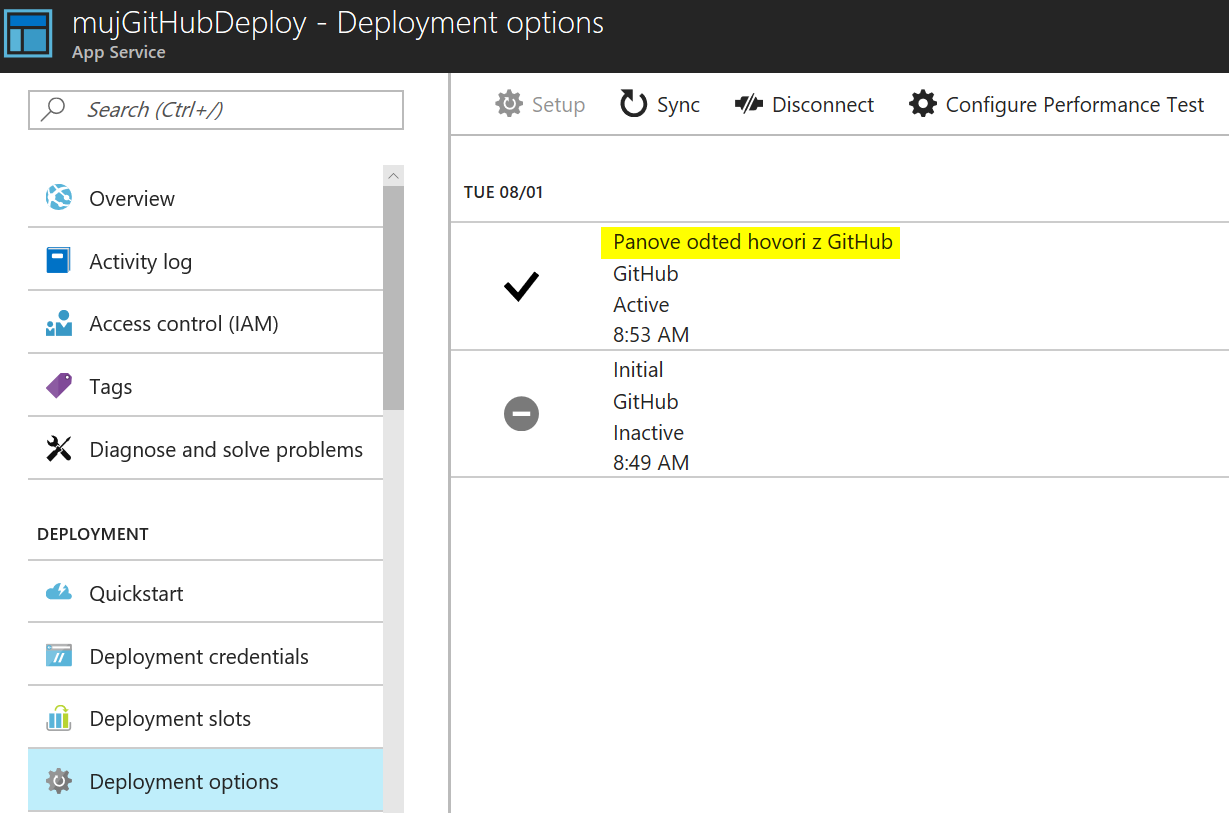 mujGitHubDeploy - Deployment options
App Service
Search (Ctrl+/)
Overview
Activity log
Access control (IAM)
Tags
Diagnose and solve problems
DEPLOYMENT
Quickstart
Deployment credentials
Deployment slots
Deployment options
Setup
Sync
Disconnect
Configure Performance Test
TUE 08/01
Panove odted hovori z GitHub
GitHub
Active
8:53 AM
Initial
GitHub
Inactive
8:49 AM